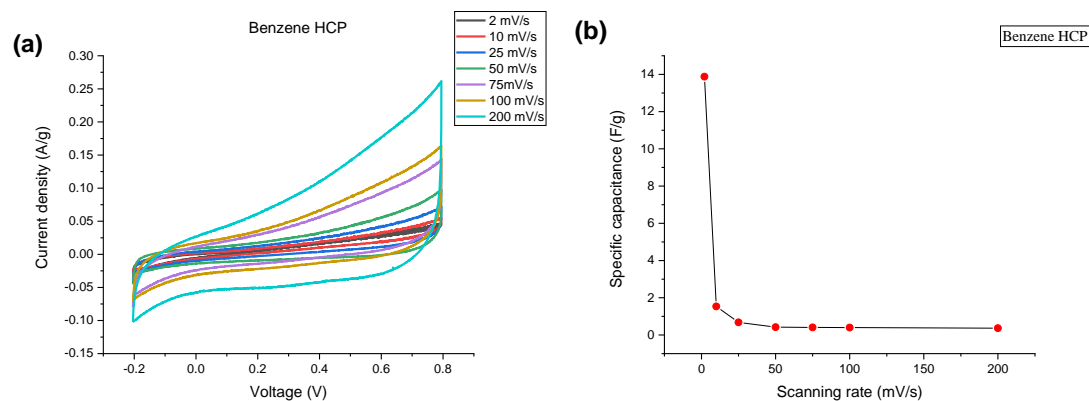 (a)
Benzene HCP
2 mV/s
10 mV/s
25 mV/s
50 mV/s
75mV/s
100 mV/s
200 mV/s
Current density (A/g)
0.30
0.25
0.20
0.15
0.10
0.05
0.00
-0.05
-0.10
-0.15
-0.2
0.0
0.2
0.4
0.6
0.8
Voltage (V)
(b)
Benzene HCP
Specific capacitance (F/g)
14
12
10
8
6
4
2
0
0
50
100
150
200
Scanning rate (mV/s)